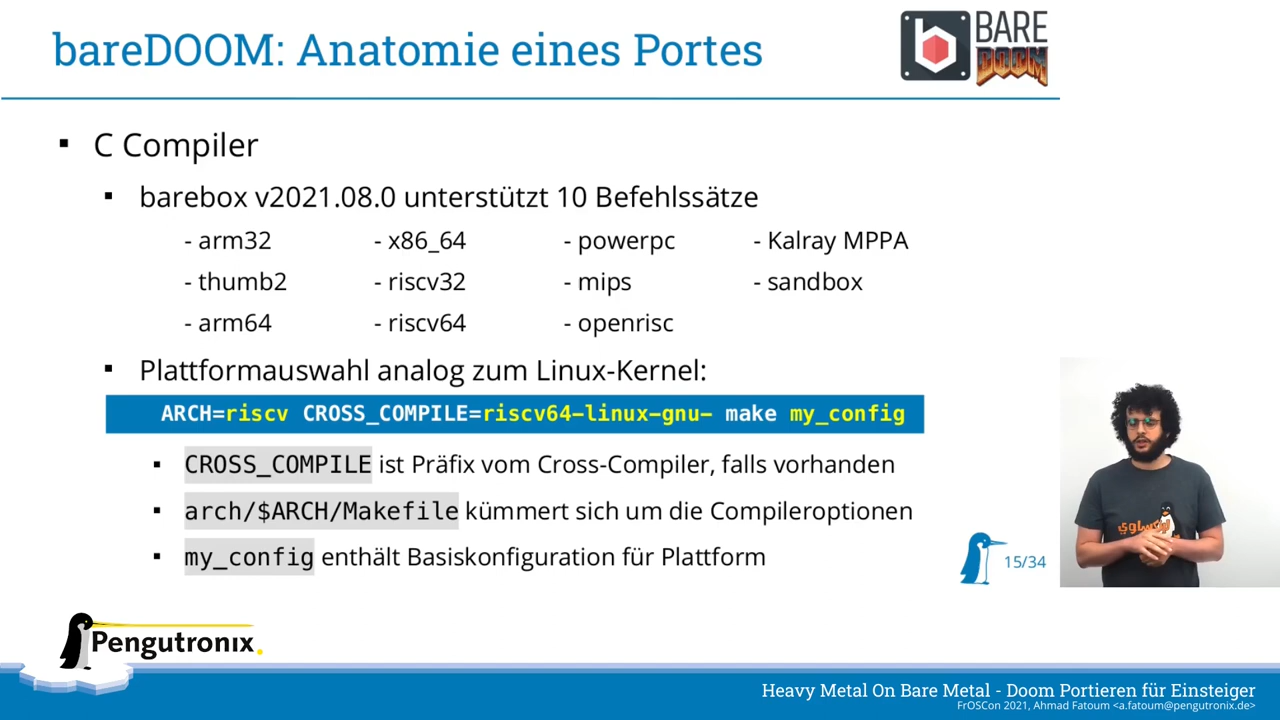 bareDOOM: Anatomie eines Portes
BARE
DOOM
C Compiler
barebox v2021.08.0 unterstützt 10 Befehlssätze
- arm32 - x86_64 - powerpc - Kalray MPPA
- thumb2 - riscv32 - mips - sandbox
- arm64 - riscv64 - openrisc
Plattformauswahl analog zum Linux-Kernel:
ARCH=riscv CROSS_COMPILE=riscv64-linux-gnu- make my_config
CROSS_COMPILE ist Präfix vom Cross-Compiler, falls vorhanden
arch/$ARCH/Makefile kümmert sich um die Compileroptionen
my_config enthält Basiskonfiguration für Plattform
لينكساوي
15/34
Pengutronix
Heavy Metal On Bare Metal - Doom Portieren für Einsteiger
FrOSCon 2021, Ahmad Fatoum <a.fatoum@pengutronix.de>